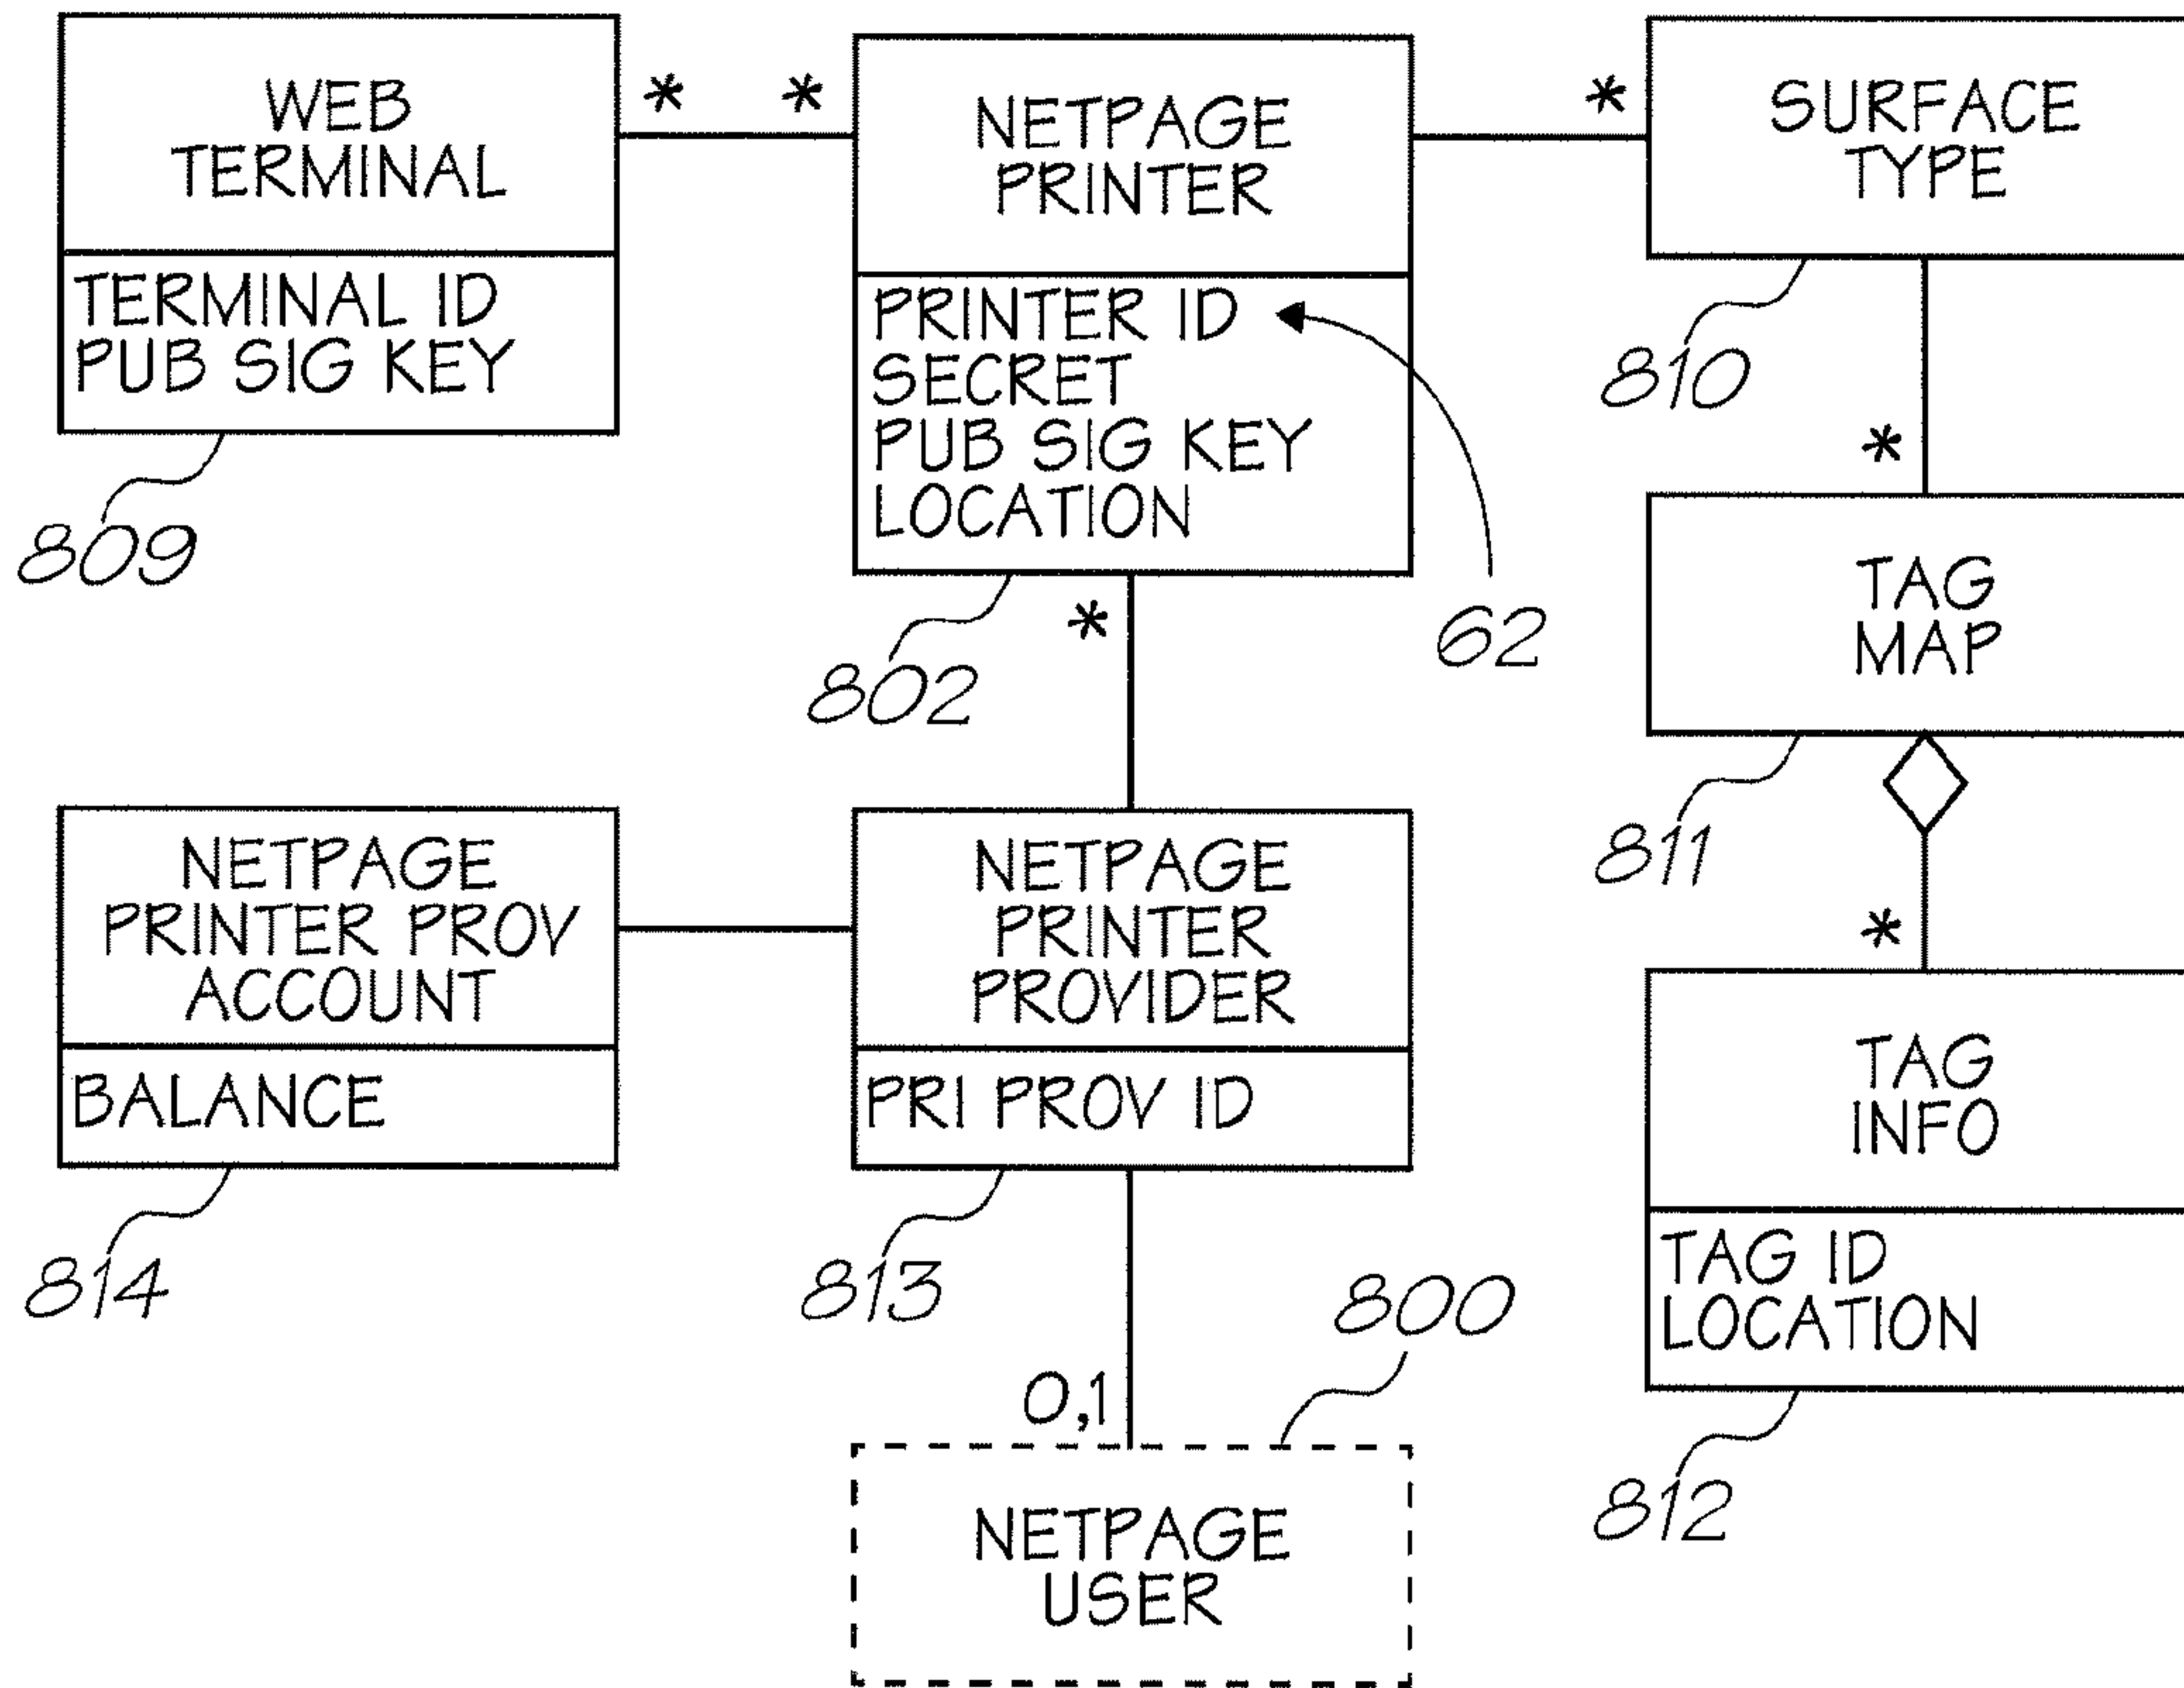 WEB
TERMINAL
TERMINAL ID
PUB SIG KEY
809
* *
NETPAGE
PRINTER
PRINTER ID
SECRET
PUB SIG KEY
LOCATION
62
802
*
*
SURFACE
TYPE
810
*
TAG
MAP
811
*
NETPAGE
PRINTER PROV
ACCOUNT
BALANCE
814
NETPAGE
PRINTER
PROVIDER
PRI PROV ID
813
0,1
800
NETPAGE
USER
TAG
INFO
TAG ID
LOCATION
812